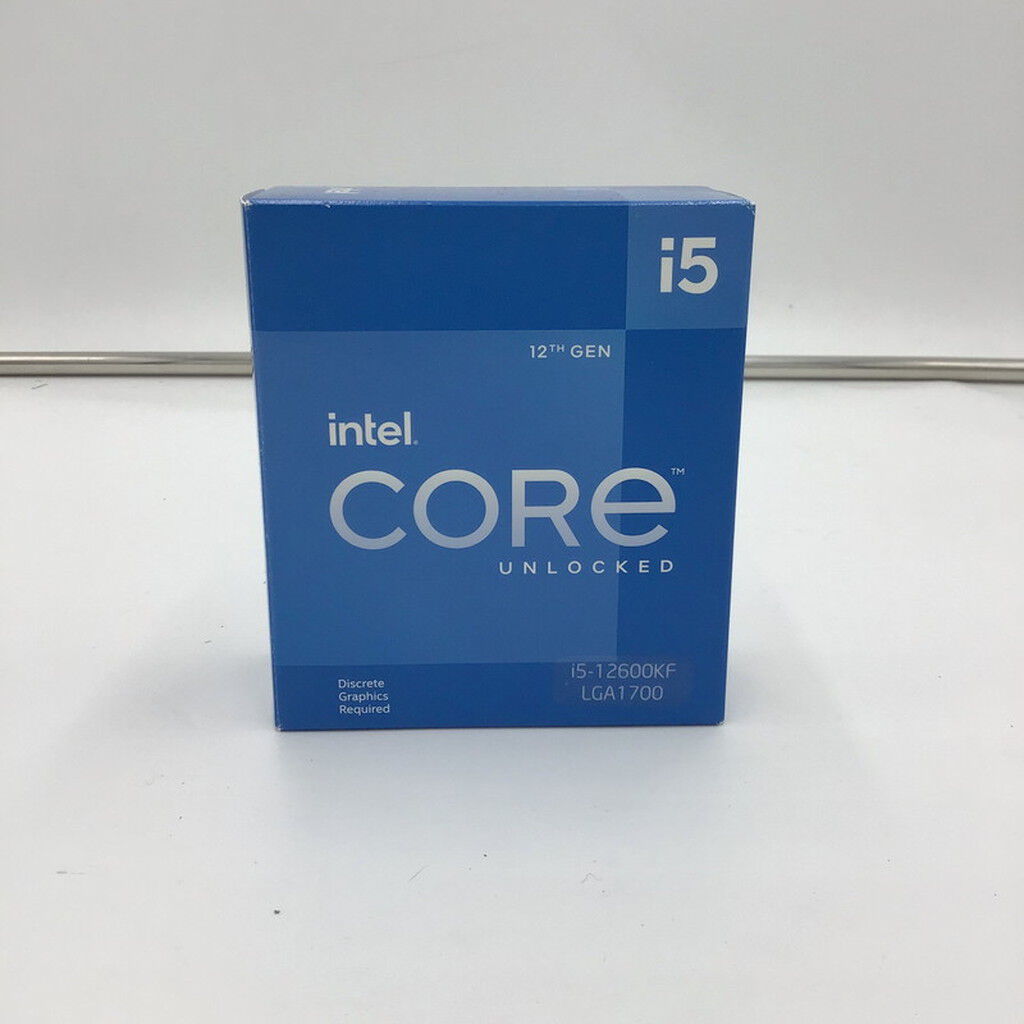 i5
12TH GEN
intel.
CORe™
UNLOCKED
Discrete
Graphics
Required
i5-12600KF
LGA1700